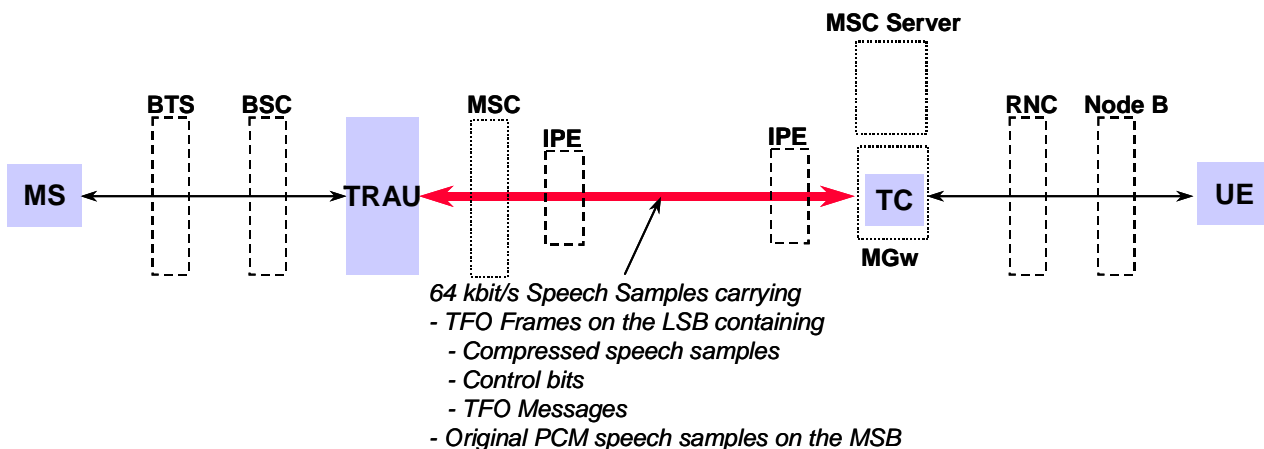 MSC Server
BTS
BSC
MSC
IPE
IPE
RNC
Node B
MS
TRAU
TC
UE
MGw
64 kbit/s Speech Samples carrying
- TFO Frames on the LSB containing
- Compressed speech samples
- Control bits
- TFO Messages
- Original PCM speech samples on the MSB